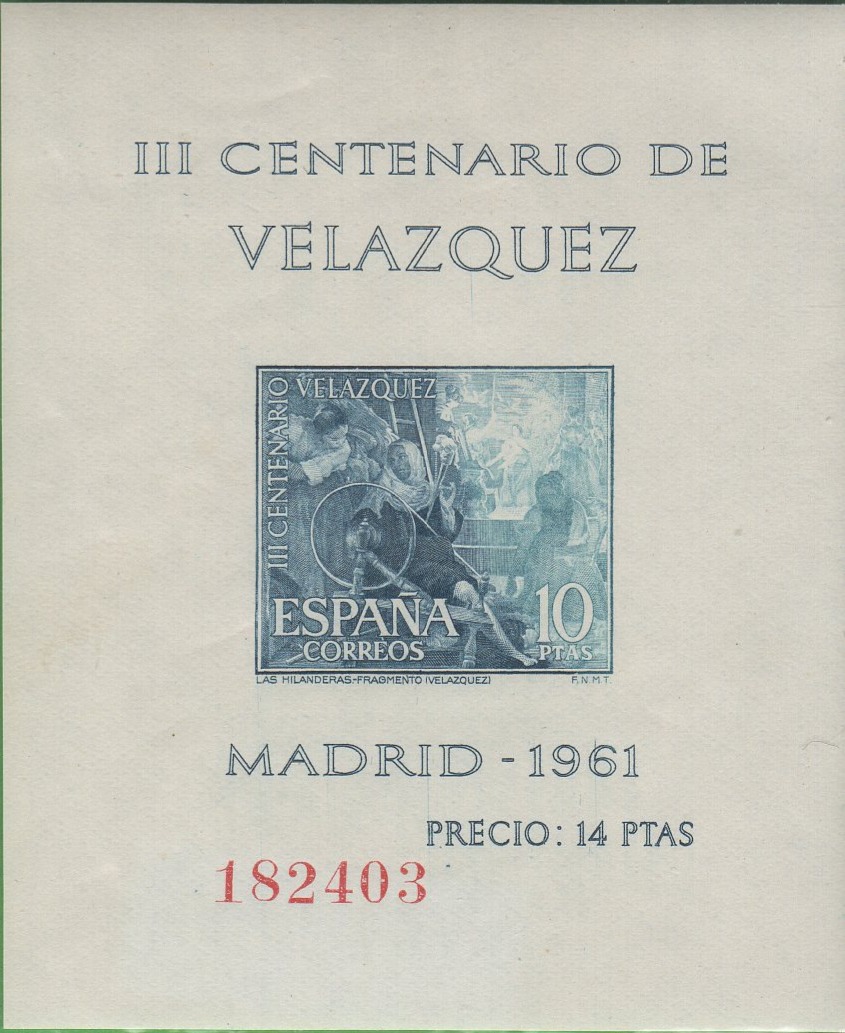 III CENTENARIO DE
VELAZQUEZ
III CENTENARIO
VELAZQUEZ
ESPAÑA
CORREOS
10
PTAS
LAS HILANDERAS-FRAGMENTO (VELAZQUEZ)
F.N.M.T.
MADRID - 1961
PRECIO: 14 PTAS
182403